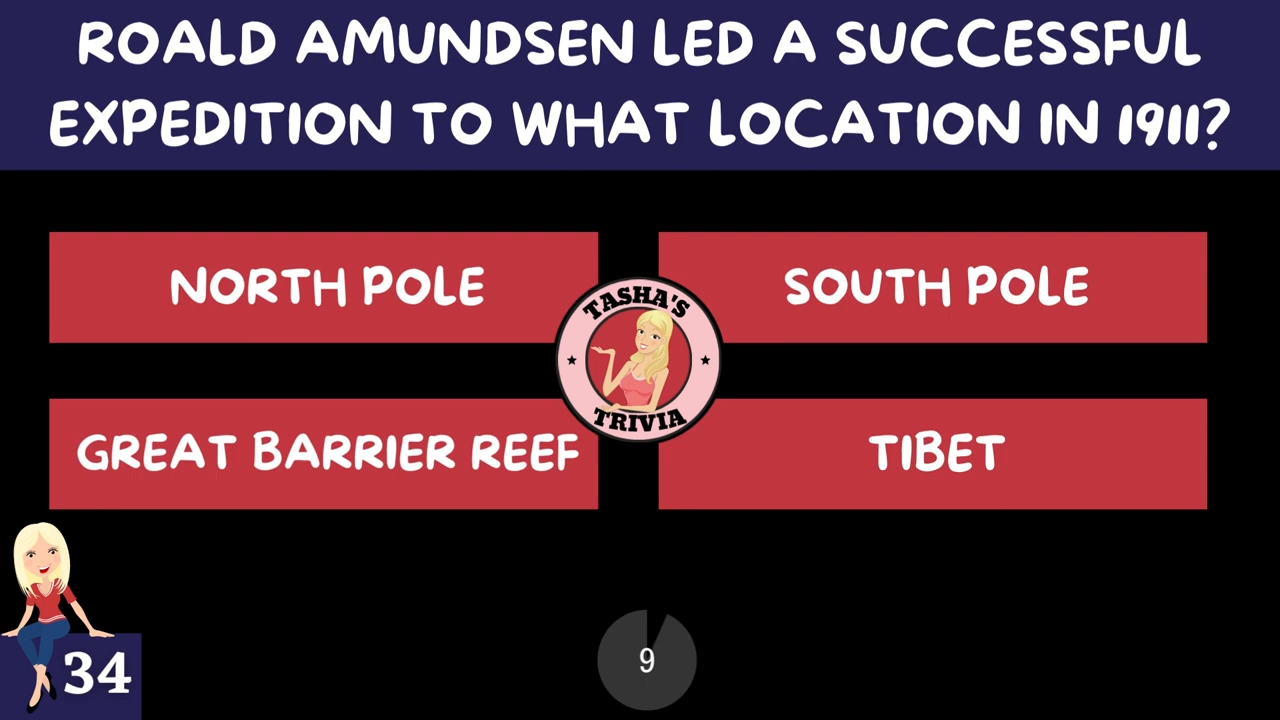 ROALD AMUNDSEN LED A SUCCESSFUL
EXPEDITION TO WHAT LOCATION IN 1911?
NORTH POLE
SOUTH POLE
TASHA'S
TRIVIA
GREAT BARRIER REEF
TIBET
34
9